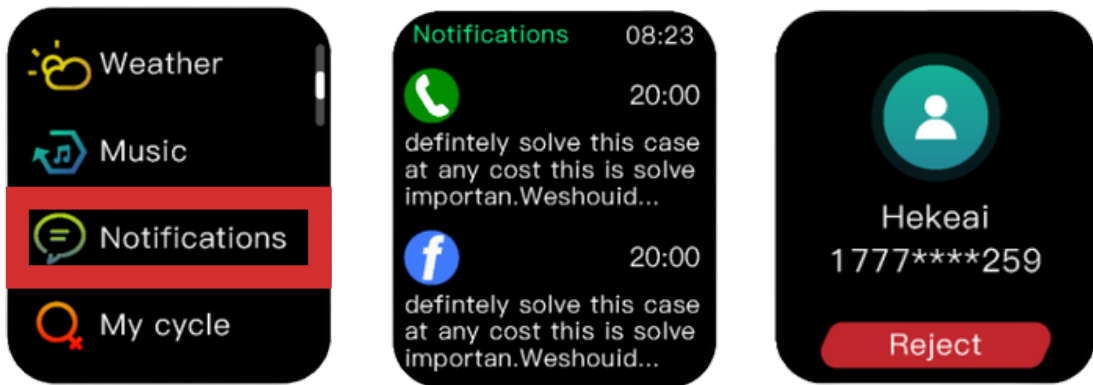 Weather
Music
Notifications
My cycle
Notifications 08:23
20:00
defintely solve this case
at any cost this is solve
importan.Weshouid...
f
20:00
defintely solve this case
at any cost this is solve
importan.Weshouid...
Hekeai
1777****259
Reject